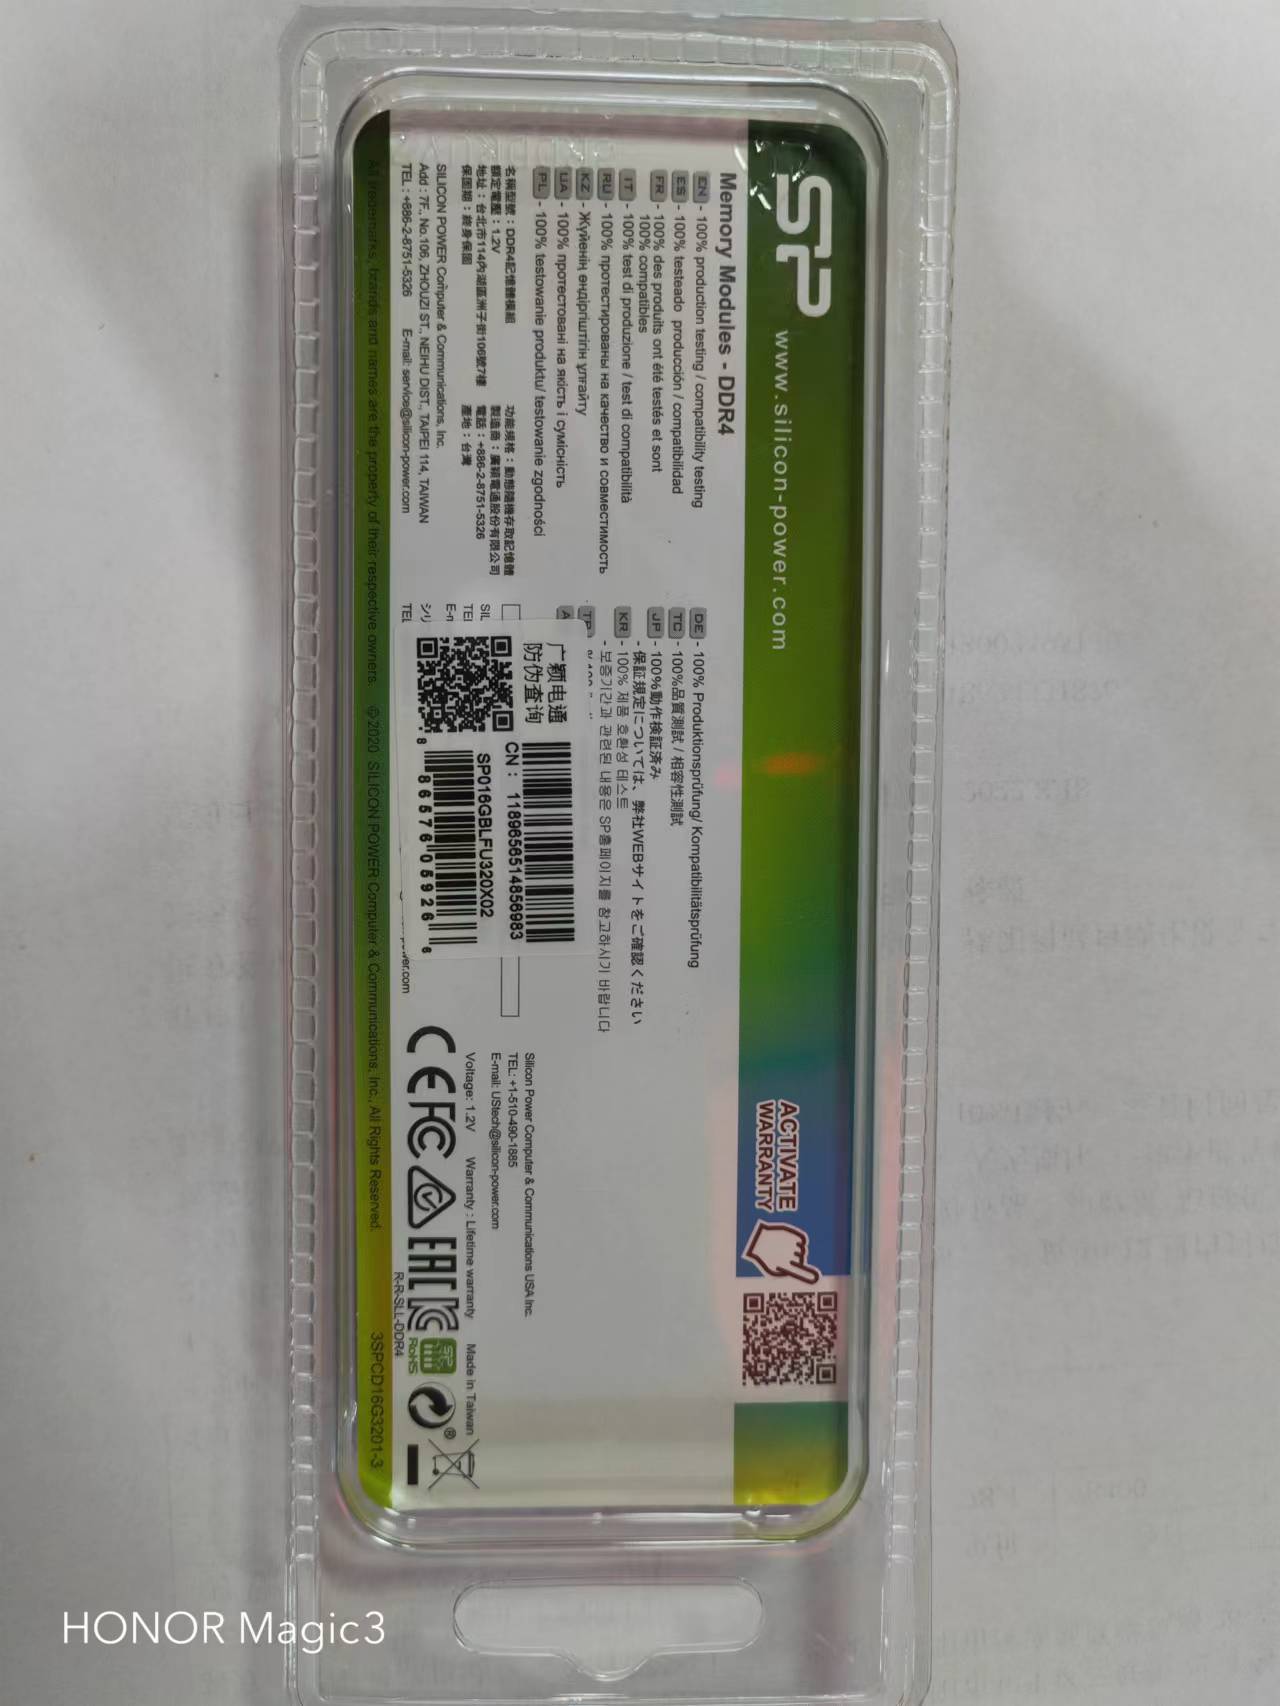 SP
www.silicon-power.com
ACTIVATE
WARRANTY
Memory Modules - DDR4
EN - 100% production testing / compatibility testing
ES - 100% testeado producción / compatibilidad
FR - 100% des produits ont été testés et sont
100% compatibles
IT - 100% test di produzione / test di compatibilità
RU - 100% протестированы на качество и совместимость
KZ - Жүйенің өндіргіштігін ұлғайту
UA - 100% протестовані на якість і сумісність
PL - 100% testowanie produktu/ testowanie zgodności
DE - 100% Produktionsprüfung/ Kompatibilitätsprüfung
TC - 100%品質測試 / 相容性測試
JP - 100%動作検証済み
- 保証規定については、弊社WEBサイトをご確認ください
KR - 100% 제품 호환성 테스트
- 보증기간과 관련된 내용은 SP홈페이지를 참고하시기 바랍니다
名稱型號：DDR4記憶體模組
額定電壓：1.2V
地址：台北市114內湖區洲子街106號7樓
保固期：終身保固
功能規格：動態隨機存取記憶體
製造商：廣穎電通股份有限公司
電話：+886-2-8751-5326
產地：台灣
SILICON POWER Computer & Communications, Inc.
Add : 7F., No.106, ZHOUZI ST., NEIHU DIST., TAIPEI 114, TAIWAN
TEL : +886-2-8751-5326 E-mail: service@silicon-power.com
广颖电通
防伪查询
CN： 1189656514856983
SP016GBLFU320X02
8 86576 05926 6
Silicon Power Computer & Communications USA Inc.
TEL: +1-510-490-1885
E-mail: UStech@silicon-power.com
Voltage: 1.2V Warranty : Lifetime warranty Made in Taiwan
CE FC EAC
SP
RoHS
R-R-SLL-DDR4
All trademarks, brands and names are the property of their respective owners. ©2020 SILICON POWER Computer & Communications, Inc., All Rights Reserved.
3SPCD16G3201-3
HONOR Magic3